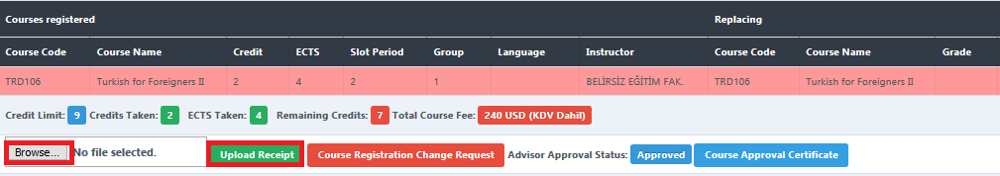 Courses registered Replacing
Course Code Course Name Credit ECTS Slot Period Group Language Instructor Course Code Course Name Grade
TRD106 Turkish for Foreigners II 2 4 2 1 BELİRSİZ EĞİTİM FAK. TRD106 Turkish for Foreigners II
Credit Limit: 9 Credits Taken: 2 ECTS Taken: 4 Remaining Credits: 7 Total Course Fee: 240 USD (KDV Dahil)
Browse... No file selected. Upload Receipt Course Registration Change Request Advisor Approval Status: Approved Course Approval Certificate